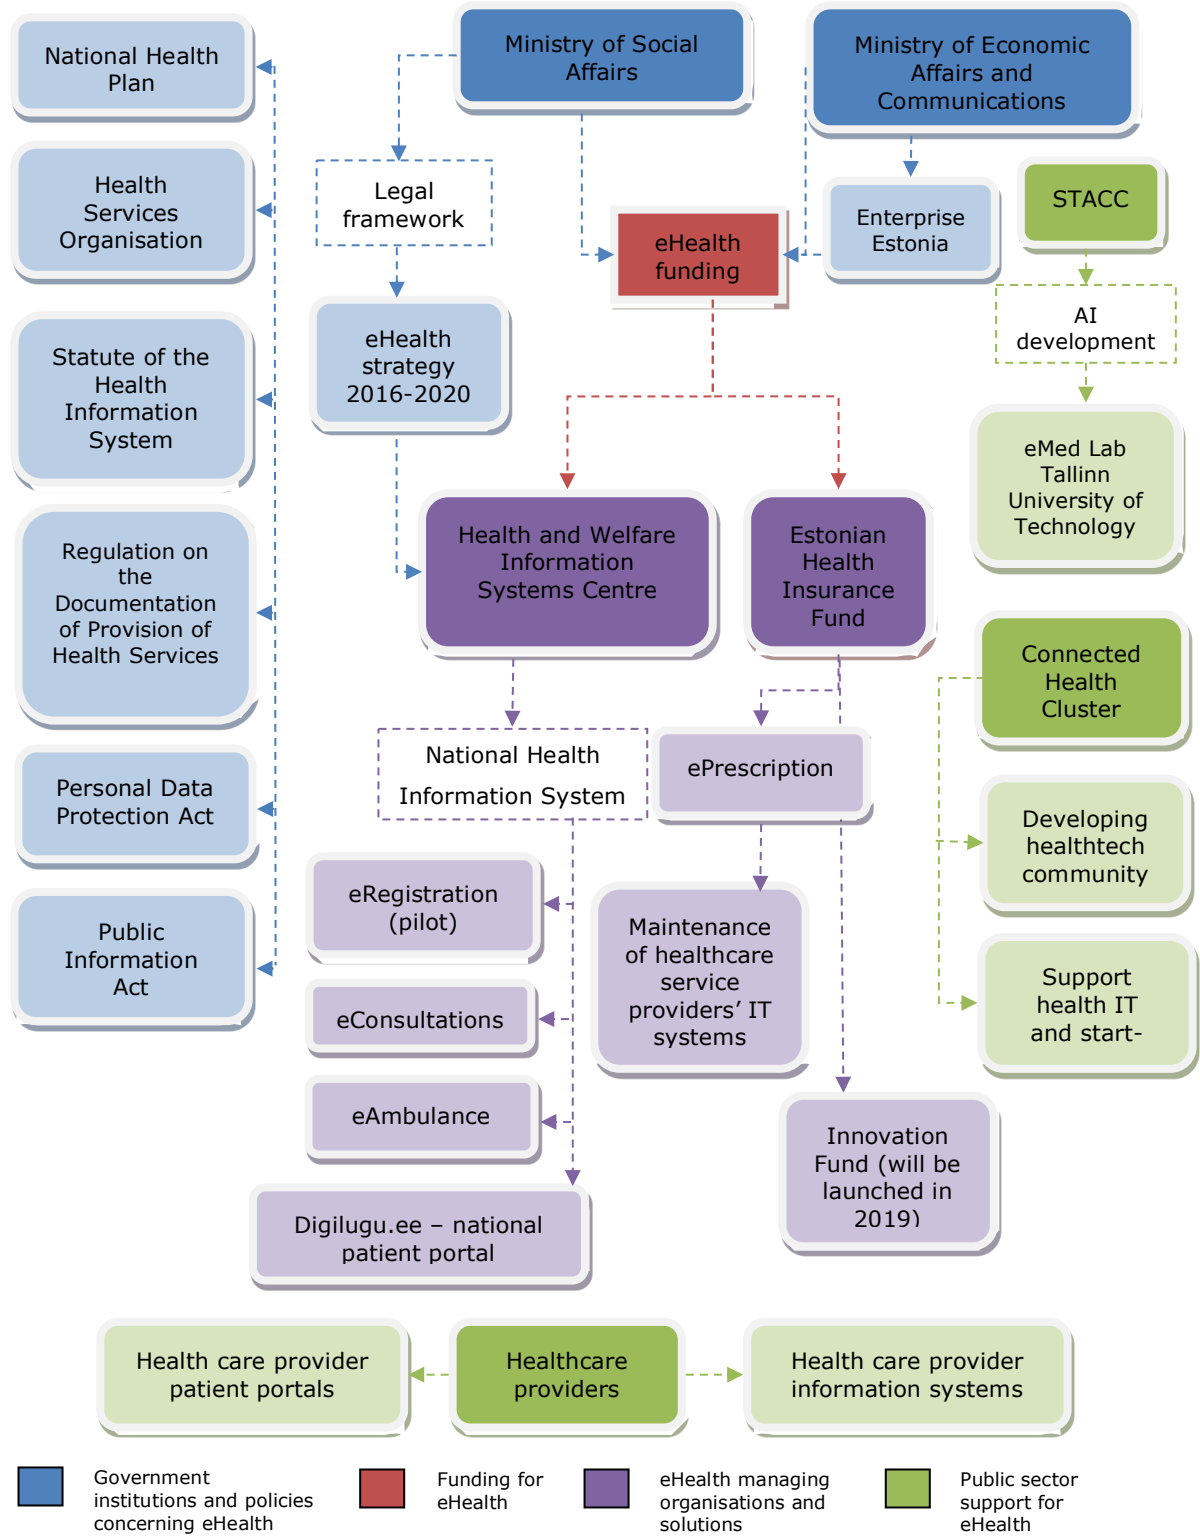 National Health
Plan
Ministry of Social
Affairs
Ministry of Economic
Affairs and
Communications
Health
Services
Organisation
Legal
framework
eHealth
funding
Enterprise
Estonia
STACC
Statute of the
Health
Information
System
eHealth
strategy
2016-2020
AI
development
eMed Lab
Tallinn
University of
Technology
Regulation on
the
Documentation
of Provision of
Health Services
Health and Welfare
Information
Systems Centre
Estonian
Health
Insurance
Fund
Connected
Health
Cluster
Personal Data
Protection Act
National Health
Information System
ePrescription
Developing
healthtech
community
Public
Information
Act
eRegistration
(pilot)
Maintenance
of healthcare
service
providers’ IT
systems
Support
health IT
and start-
eConsultations
eAmbulance
Innovation
Fund (will be
launched in
2019)
Digilugu.ee – national
patient portal
Health care provider
patient portals
Healthcare
providers
Health care provider
information systems
Government
institutions and policies
concerning eHealth
Funding for
eHealth
eHealth managing
organisations and
solutions
Public sector
support for
eHealth